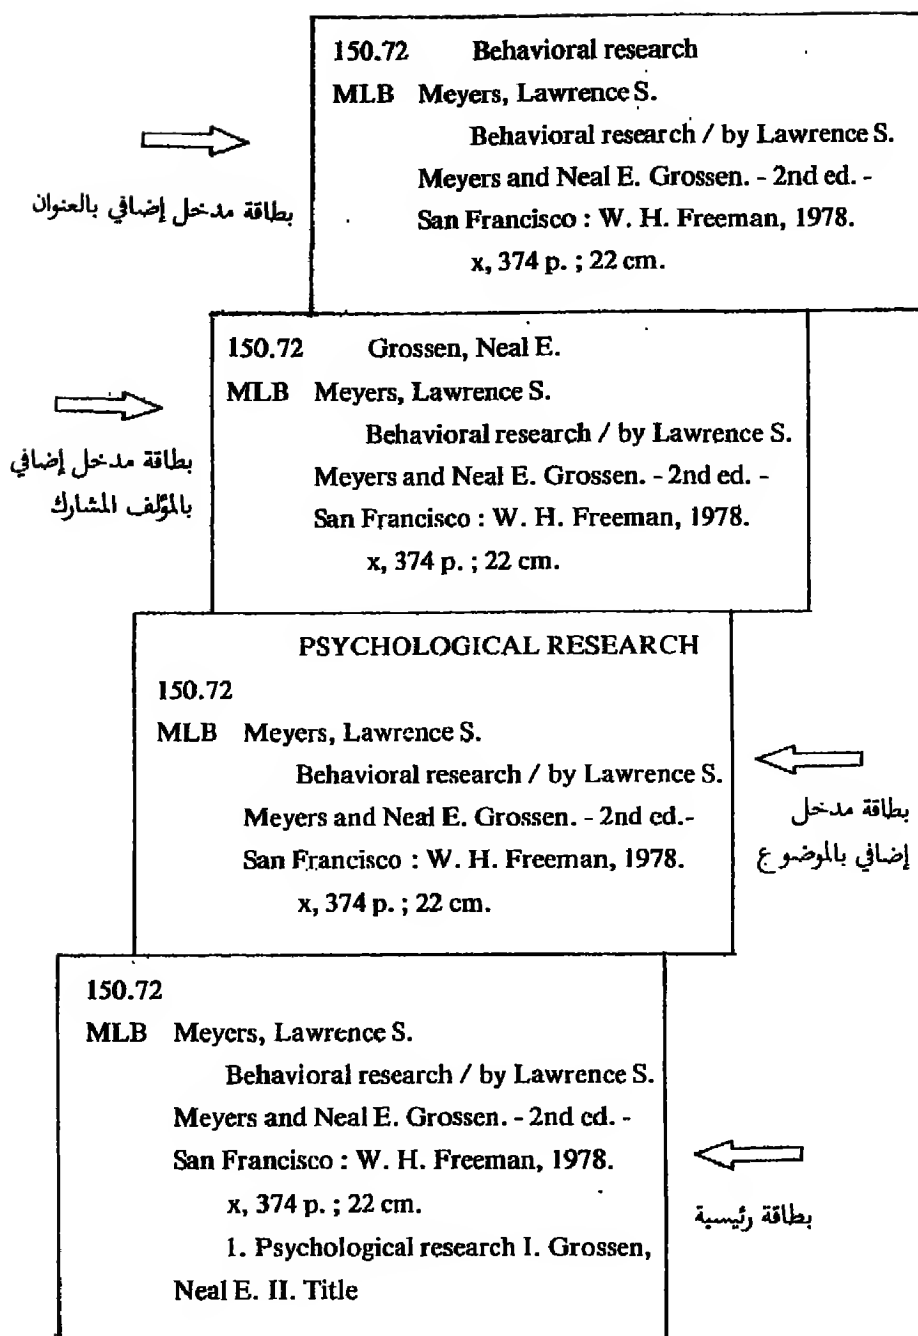 150.72 Behavioral research
MLB Meyers, Lawrence S.
Behavioral research / by Lawrence S.
Meyers and Neal E. Grossen. - 2nd ed. -
San Francisco : W. H. Freeman, 1978.
x, 374 p. ; 22 cm.
بطاقة مدخل إضافي بالعنوان
150.72 Grossen, Neal E.
MLB Meyers, Lawrence S.
Behavioral research / by Lawrence S.
Meyers and Neal E. Grossen. - 2nd ed. -
San Francisco : W. H. Freeman, 1978.
x, 374 p. ; 22 cm.
بطاقة مدخل إضافي
بالمؤلف المشارك
PSYCHOLOGICAL RESEARCH
150.72
MLB Meyers, Lawrence S.
Behavioral research / by Lawrence S.
Meyers and Neal E. Grossen. - 2nd ed.-
San Francisco : W. H. Freeman, 1978.
x, 374 p. ; 22 cm.
بطاقة مدخل
إضافي بالموضوع
150.72
MLB Meyers, Lawrence S.
Behavioral research / by Lawrence S.
Meyers and Neal E. Grossen. - 2nd ed. -
San Francisco : W. H. Freeman, 1978.
x, 374 p. ; 22 cm.
1. Psychological research I. Grossen,
Neal E. II. Title
بطاقة رئيسية